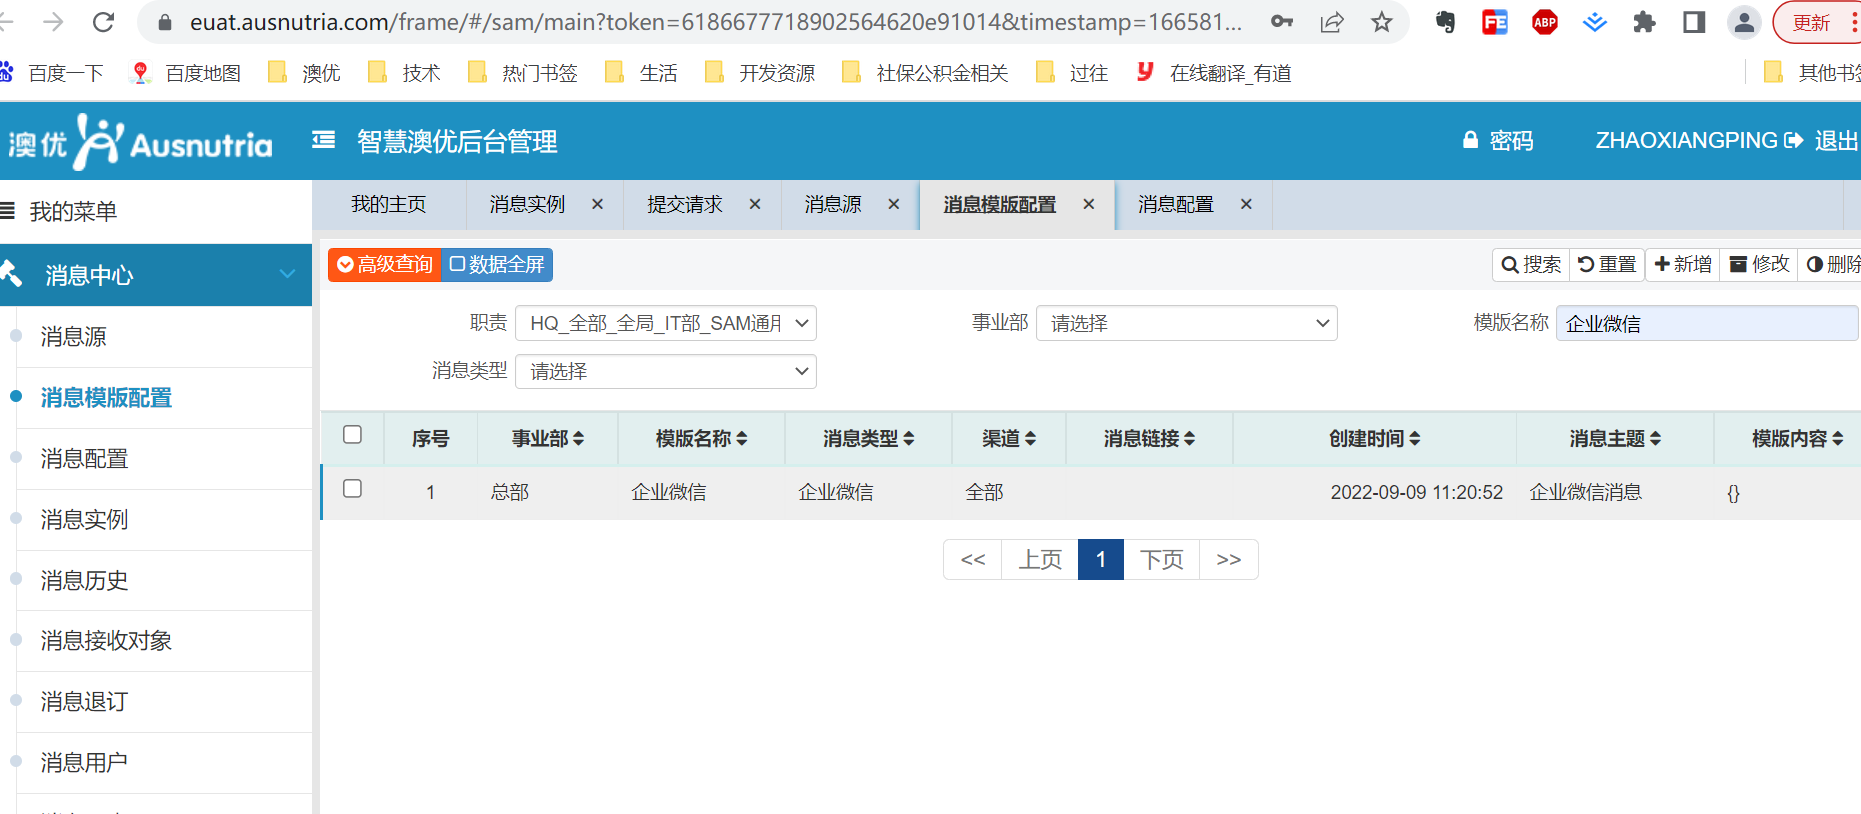 euat.ausnutria.com/frame/#/sam/main?token=6186677718902564620e91014&timestamp=166581...
FE
ABP
更新
百度一下
du
百度地图
澳优
技术
热门书签
生活
开发资源
社保公积金相关
过往
y
在线翻译_有道
其他书签
澳优 Ausnutria
智慧澳优后台管理
密码
ZHAOXIANGPING
退出
我的菜单
我的主页
消息实例 ×
提交请求 ×
消息源 ×
消息模版配置 ×
消息配置 ×
消息中心
消息源
消息模版配置
消息配置
消息实例
消息历史
消息接收对象
消息退订
消息用户
高级查询
数据全屏
搜索
重置
新增
修改
删除
职责 HQ_全部_全局_IT部_SAM通用
事业部 请选择
模版名称 企业微信
消息类型 请选择
序号 事业部 模版名称 消息类型 渠道 消息链接 创建时间 消息主题 模版内容
1 总部 企业微信 企业微信 全部 2022-09-09 11:20:52 企业微信消息 {}
<< 上页 1 下页 >>